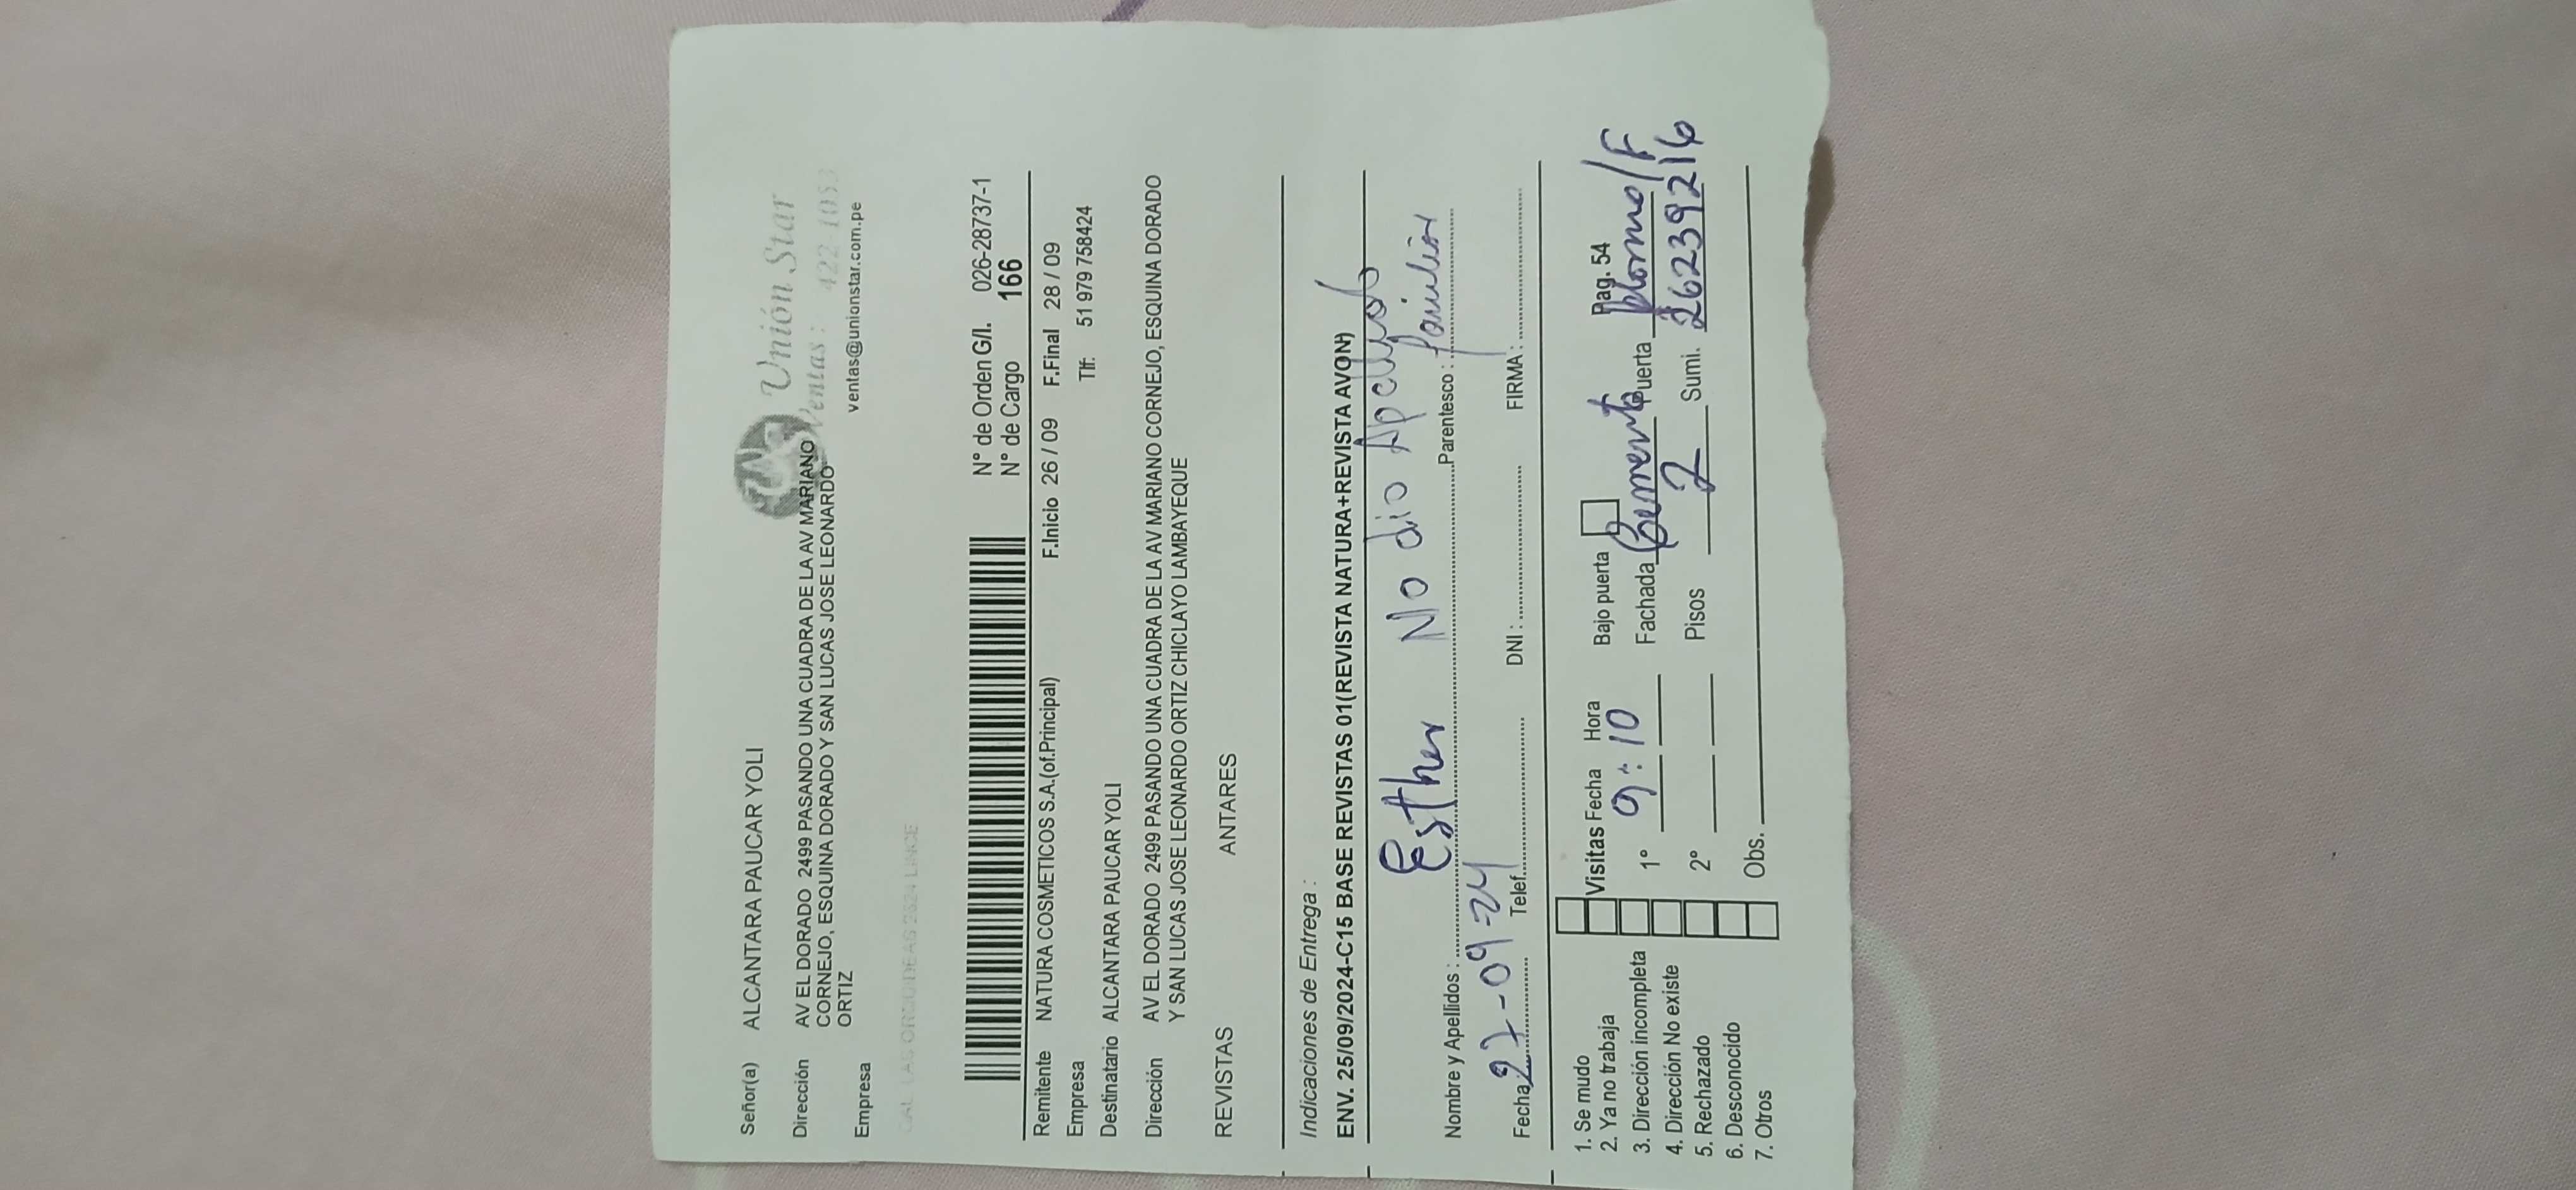 Unión Star
Ventas: 422-1053
ventas@unionstar.com.pe
Señor(a) ALCANTARA PAUCAR YOLI
Dirección AV EL DORADO 2499 PASANDO UNA CUADRA DE LA AV MARIANO
CORNEJO, ESQUINA DORADO Y SAN LUCAS JOSE LEONARDO
ORTIZ
Empresa
N° de Orden G/I. 026-28737-1
N° de Cargo 166
Remitente NATURA COSMETICOS S.A.(of.Principal) F.Inicio 26 / 09 F.Final 28 / 09
Empresa Tlf. 51 979 758424
Destinatario ALCANTARA PAUCAR YOLI
Dirección AV EL DORADO 2499 PASANDO UNA CUADRA DE LA AV MARIANO CORNEJO, ESQUINA DORADO
Y SAN LUCAS JOSE LEONARDO ORTIZ CHICLAYO LAMBAYEQUE
REVISTAS ANTARES
Indicaciones de Entrega :
ENV. 25/09/2024-C15 BASE REVISTAS 01(REVISTA NATURA+REVISTA AVON)
Nombre y Apellidos : Esther No dio Apellido Parentesco : familiar
Fecha: 27-09-24 Telef. DNI : FIRMA :
1. Se mudo
2. Ya no trabaja
3. Dirección incompleta
4. Dirección No existe
5. Rechazado
6. Desconocido
7. Otros
Visitas Fecha Hora Bajo puerta Pag. 54
1° 9:10 Fachada Cemento Puerta plomo/F
2° Pisos 2 Sumi. 26239216
Obs.